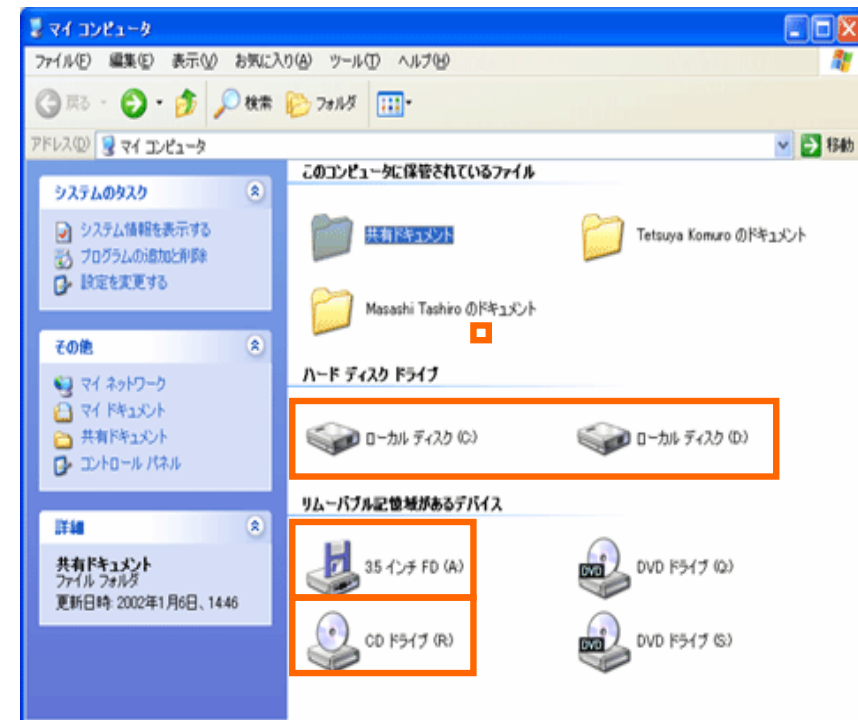 マイ コンピュータ
ファイル(F) 編集(E) 表示(V) お気に入り(A) ツール(T) ヘルプ(H)
戻る 検索 フォルダ
アドレス(D) マイ コンピュータ 移動
システムのタスク
システム情報を表示する
プログラムの追加と削除
設定を変更する
その他
マイ ネットワーク
マイ ドキュメント
共有ドキュメント
コントロール パネル
詳細
共有ドキュメント
ファイル フォルダ
更新日時: 2002年1月6日、14:46
このコンピュータに保管されているファイル
共有ドキュメント
Tetsuya Komuro のドキュメント
Masashi Tashiro のドキュメント
ハード ディスク ドライブ
ローカル ディスク (C:)
ローカル ディスク (D:)
リムーバブル記憶域があるデバイス
3.5 インチ FD (A:)
DVD
DVD ドライブ (Q:)
CD ドライブ (R:)
DVD
DVD ドライブ (S:)